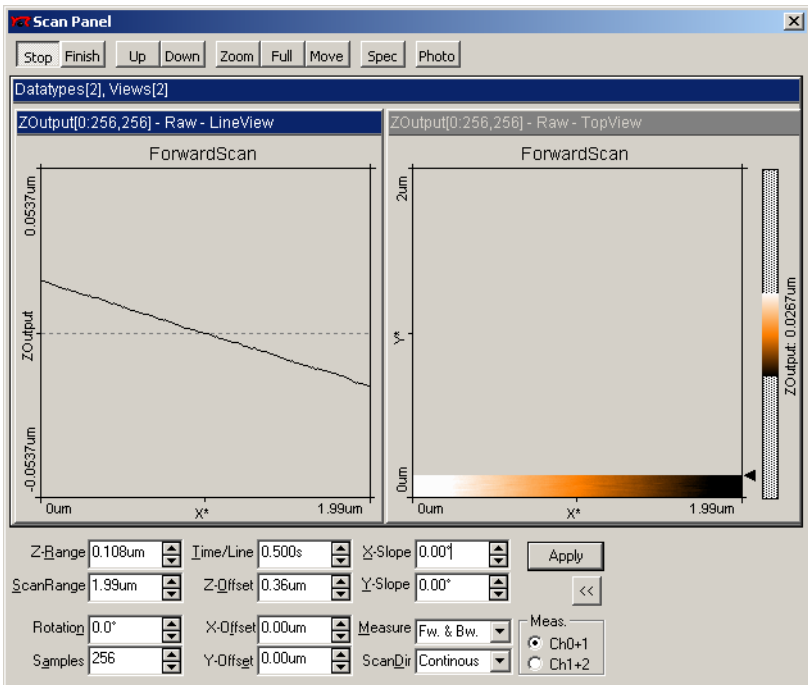 Scan Panel
Stop Finish Up Down Zoom Full Move Spec Photo
Datatypes[2], Views[2]
ZOutput[0:256,256] - Raw - LineView
ForwardScan
0.0537um
ZOutput
-0.0537um
0um X* 1.99um
ZOutput[0:256,256] - Raw - TopView
ForwardScan
2um
Y*
0um
0um X* 1.99um
ZOutput: 0.0267um
Z-Range 0.108um Time/Line 0.500s X-Slope 0.00° Apply
ScanRange 1.99um Z-Offset 0.36um Y-Slope 0.00° <<
Rotation 0.0° X-Offset 0.00um Measure Fw. & Bw. Meas.
Ch0+1
Samples 256 Y-Offset 0.00um ScanDir Continous Ch1+2